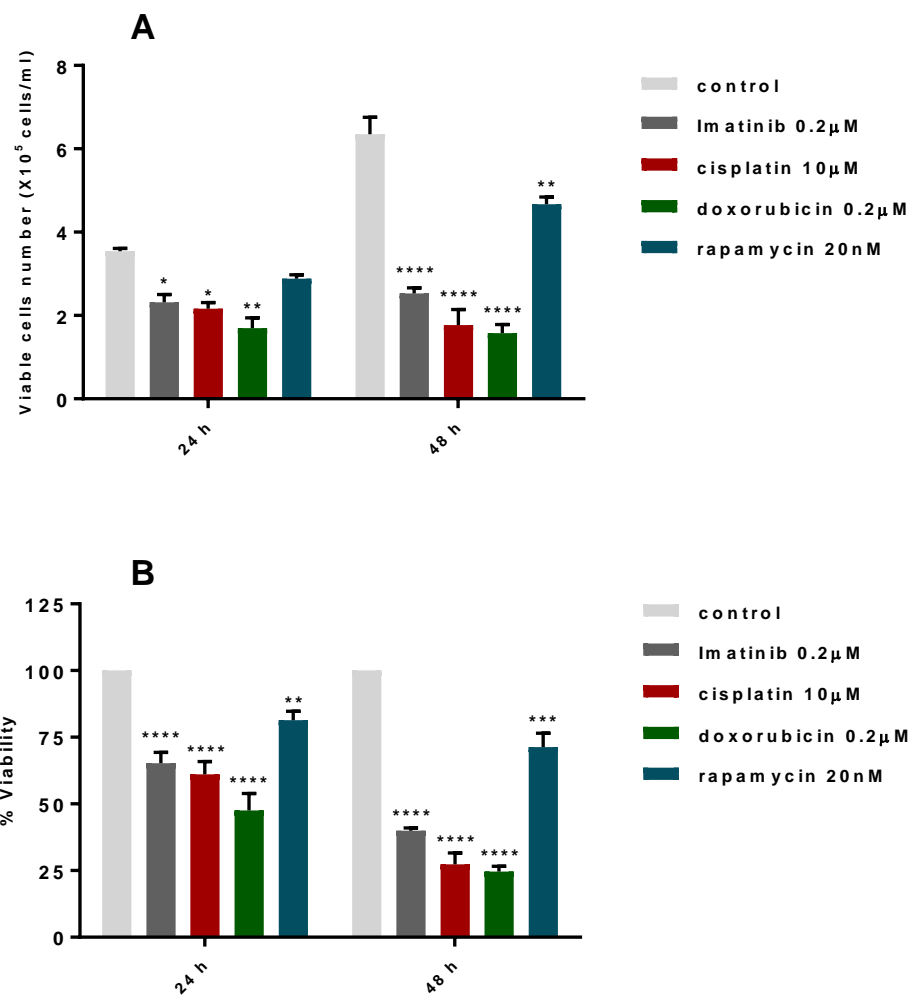 A
Viable cells number (X10⁵ cells/ml)
8
6
4
2
0
*
*
**
****
****
****
**
24 h
48 h
control
Imatinib 0.2µM
cisplatin 10µM
doxorubicin 0.2µM
rapamycin 20nM
B
% Viability
125
100
75
50
25
0
****
****
****
**
****
****
****
***
24 h
48 h
control
Imatinib 0.2µM
cisplatin 10µM
doxorubicin 0.2µM
rapamycin 20nM